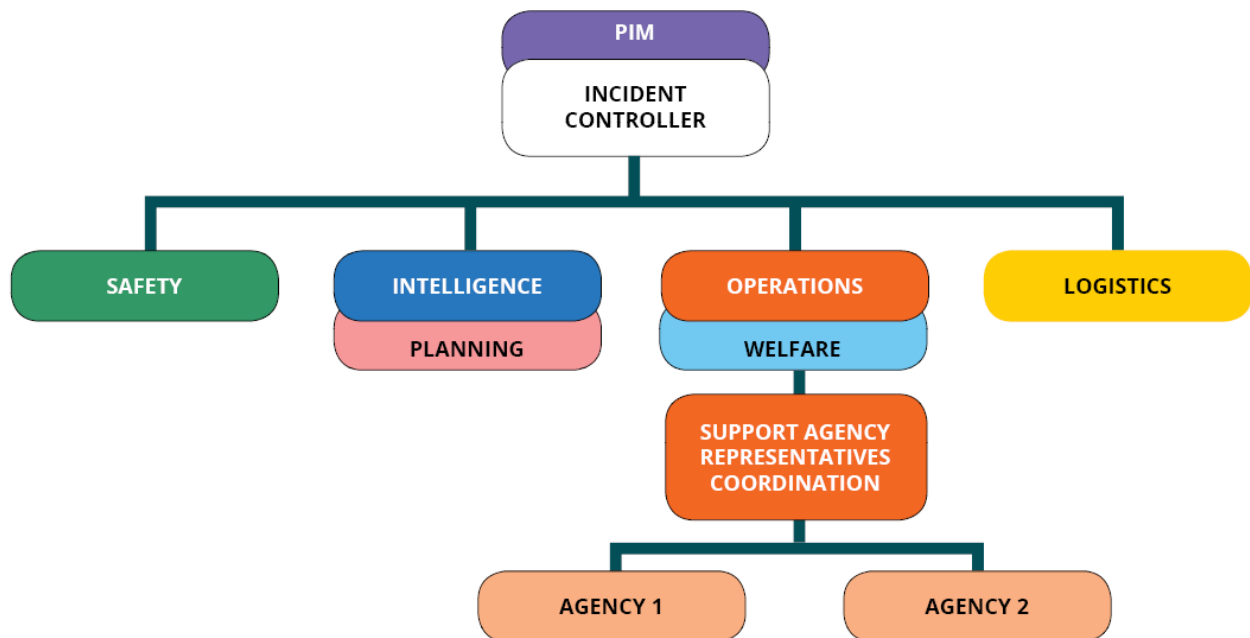 PIM
INCIDENT
CONTROLLER
SAFETY
INTELLIGENCE
OPERATIONS
LOGISTICS
PLANNING
WELFARE
SUPPORT AGENCY
REPRESENTATIVES
COORDINATION
AGENCY 1
AGENCY 2